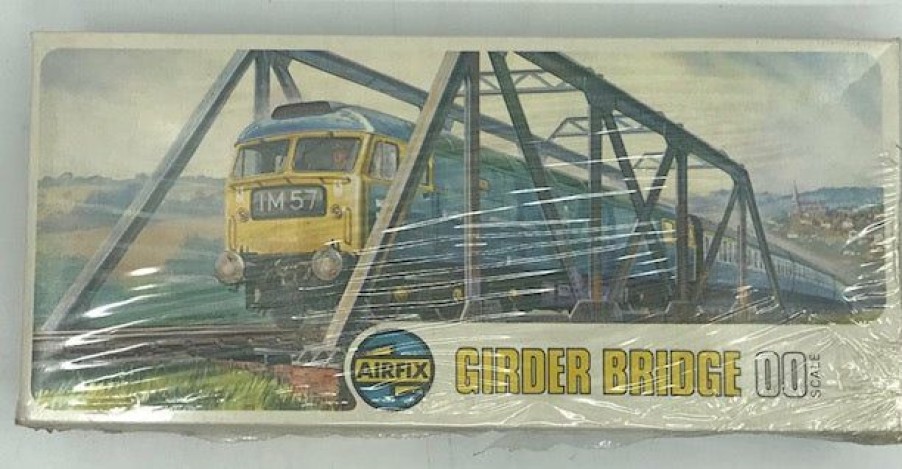 1M57
AIRFIX
GIRDER BRIDGE 00 SCALE